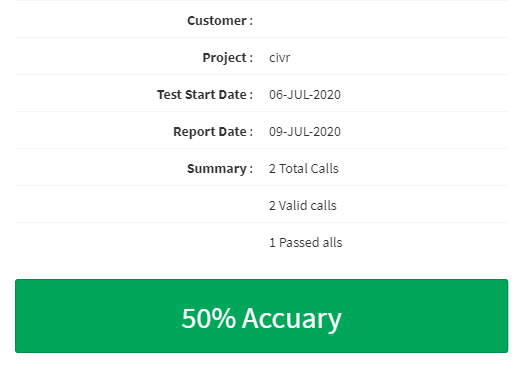 Customer :
Project : civr
Test Start Date : 06-JUL-2020
Report Date : 09-JUL-2020
Summary : 2 Total Calls
2 Valid calls
1 Passed alls
50% Accuary